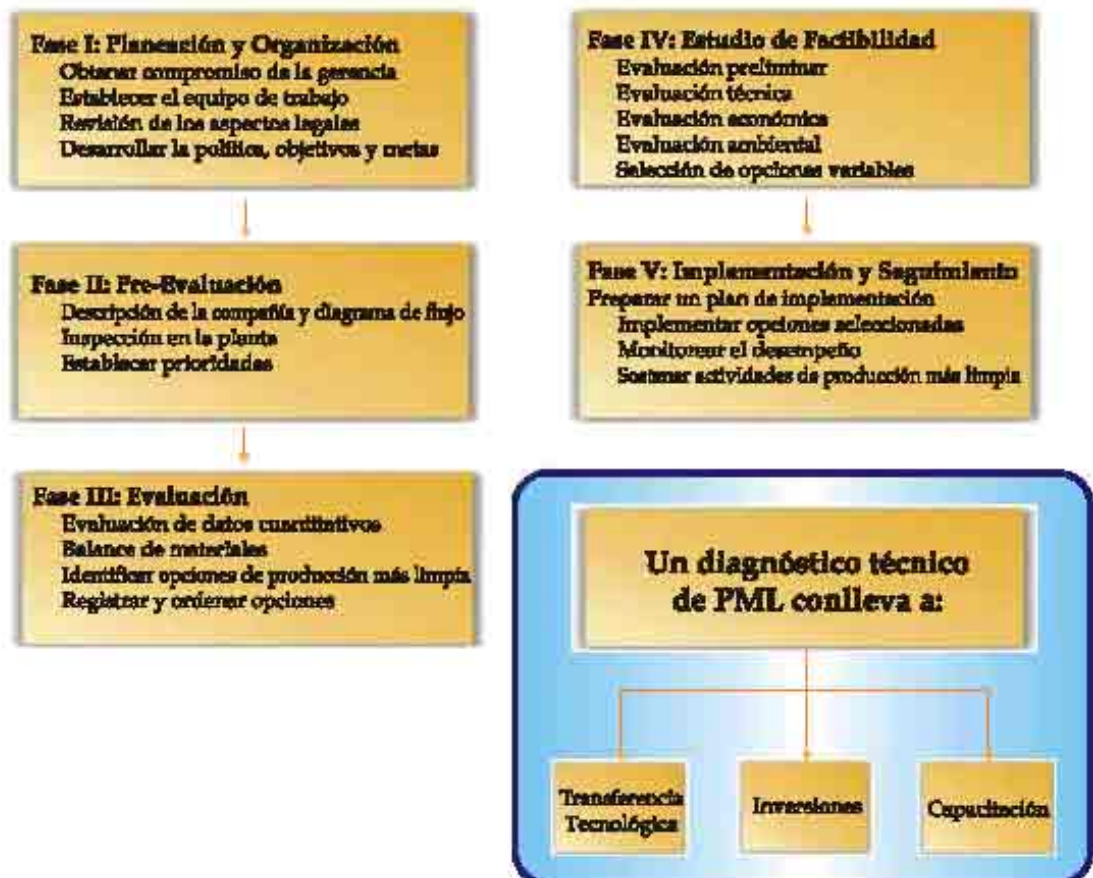 Fase I: Planeación y Organización
Obtener compromiso de la gerencia
Establecer el equipo de trabajo
Revisión de los aspectos legales
Desarrollar la política, objetivos y metas
Fase II: Pre-Evaluación
Descripción de la compañía y diagrama de flujo
Inspección en la planta
Establecer prioridades
Fase III: Evaluación
Evaluación de datos cuantitativos
Balance de materiales
Identificar opciones de producción más limpia
Registrar y ordenar opciones
Fase IV: Estudio de Factibilidad
Evaluación preliminar
Evaluación técnica
Evaluación económica
Evaluación ambiental
Selección de opciones variables
Fase V: Implementación y Seguimiento
Preparar un plan de implementación
Implementar opciones seleccionadas
Monitorear el desempeño
Sostener actividades de producción más limpia
Un diagnóstico técnico
de PML conlleva a:
Transferencia
Tecnológica
Inversiones
Capacitación